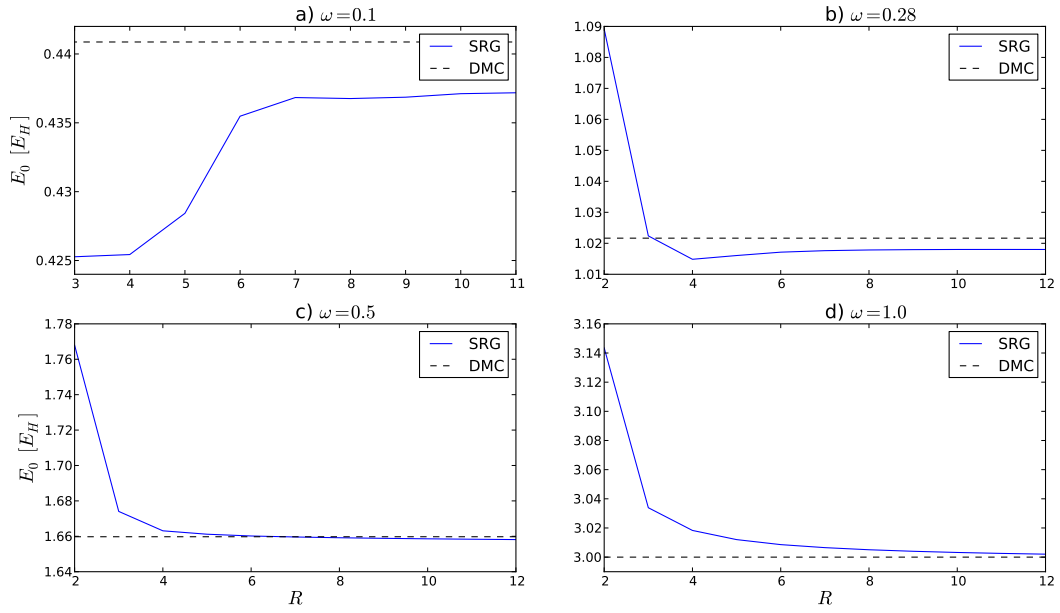 a) ω=0.1
E₀ [E_H]
0.44
0.435
0.43
0.425
3 4 5 6 7 8 9 10 11
SRG
DMC
b) ω=0.28
1.09
1.08
1.07
1.06
1.05
1.04
1.03
1.02
1.01
2 4 6 8 10 12
SRG
DMC
c) ω=0.5
E₀ [E_H]
1.78
1.76
1.74
1.72
1.70
1.68
1.66
1.64
2 4 6 8 10 12
R
SRG
DMC
d) ω=1.0
3.16
3.14
3.12
3.10
3.08
3.06
3.04
3.02
3.00
2 4 6 8 10 12
R
SRG
DMC